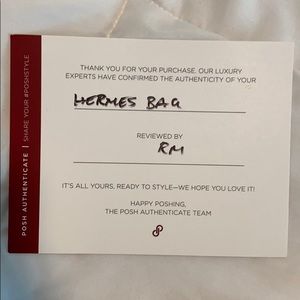 THANK YOU FOR YOUR PURCHASE. OUR LUXURY
EXPERTS HAVE CONFIRMED THE AUTHENTICITY OF YOUR
HERMES BAG
REVIEWED BY
RM
IT'S ALL YOURS, READY TO STYLE—WE HOPE YOU LOVE IT!
HAPPY POSHING,
THE POSH AUTHENTICATE TEAM
POSH AUTHENTICATE | SHARE YOUR #POSHSTYLE